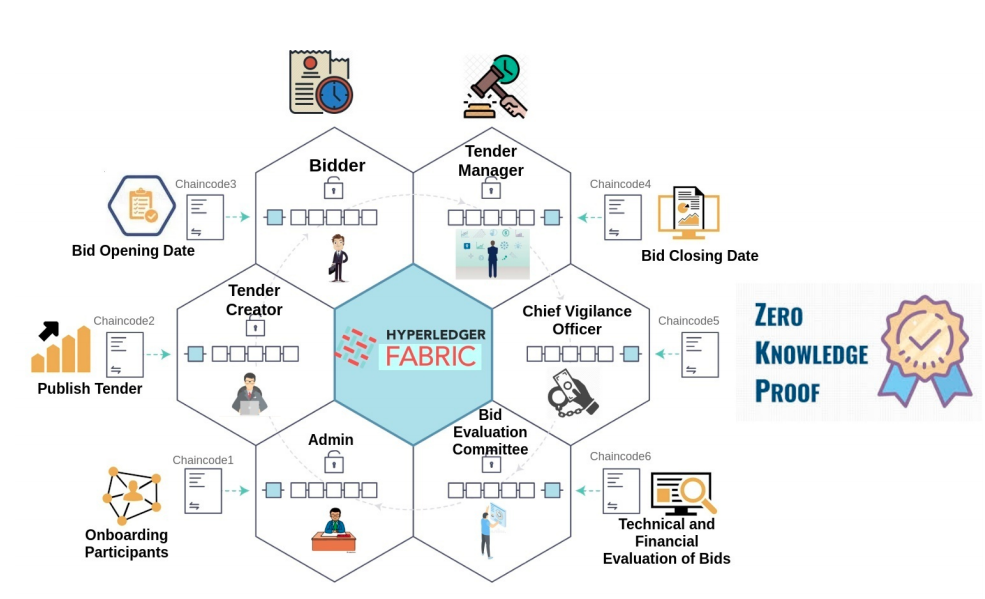 Bidder
Tender
Manager
Chaincode3
Chaincode4
Bid Opening Date
Bid Closing Date
Tender
Creator
Chief Vigilance
Officer
Chaincode2
Chaincode5
HYPERLEDGER
FABRIC
Publish Tender
ZERO
KNOWLEDGE
PROOF
Admin
Bid
Evaluation
Committee
Chaincode1
Chaincode6
Onboarding
Participants
Technical and
Financial
Evaluation of Bids